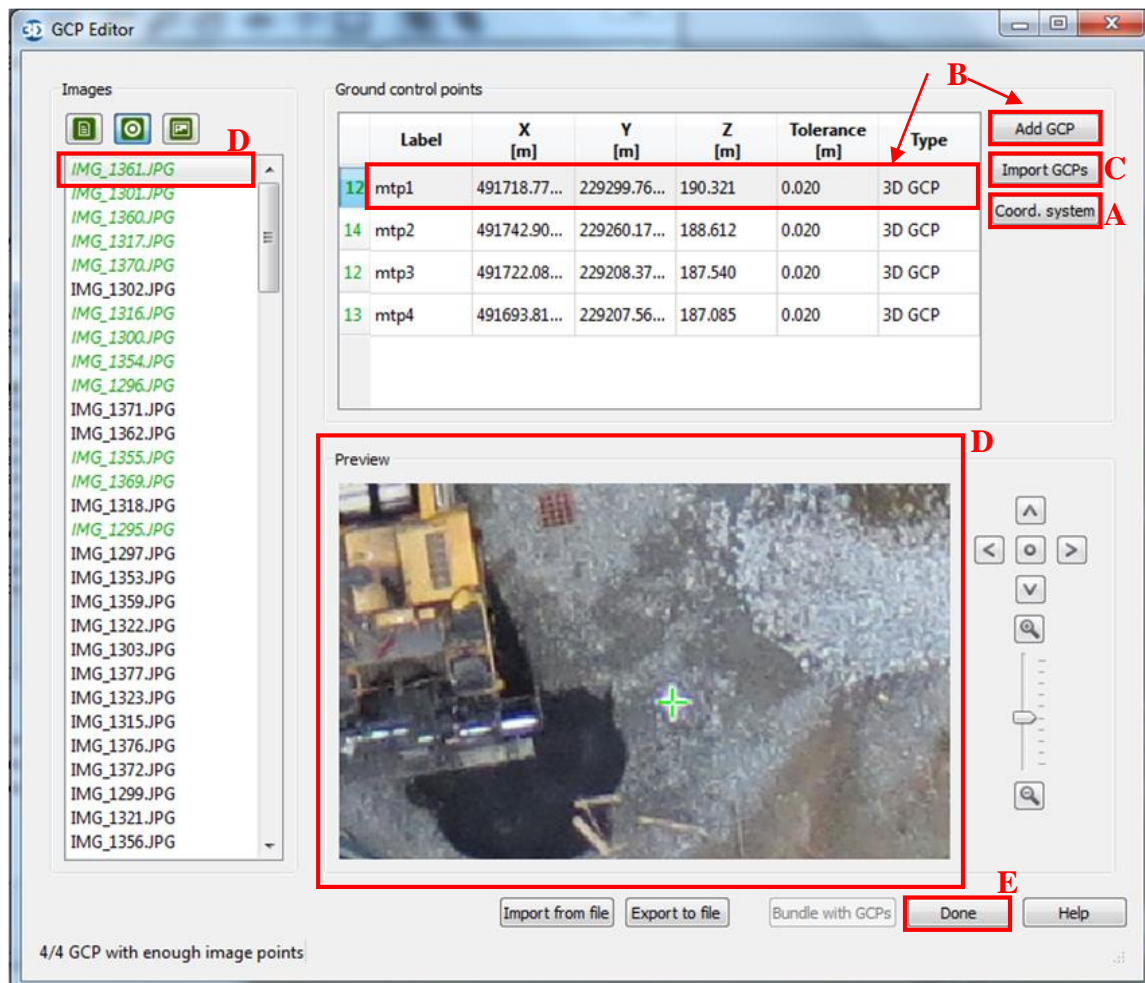 3D GCP Editor
Images
Ground control points
B
D
Label X [m] Y [m] Z [m] Tolerance [m] Type
12 mtp1 491718.77... 229299.76... 190.321 0.020 3D GCP
14 mtp2 491742.90... 229260.17... 188.612 0.020 3D GCP
12 mtp3 491722.08... 229208.37... 187.540 0.020 3D GCP
13 mtp4 491693.81... 229207.56... 187.085 0.020 3D GCP
Add GCP
Import GCPs C
Coord. system A
IMG_1361.JPG
IMG_1301.JPG
IMG_1360.JPG
IMG_1317.JPG
IMG_1370.JPG
IMG_1302.JPG
IMG_1316.JPG
IMG_1300.JPG
IMG_1354.JPG
IMG_1296.JPG
IMG_1371.JPG
IMG_1362.JPG
IMG_1355.JPG
IMG_1369.JPG
IMG_1318.JPG
IMG_1295.JPG
IMG_1297.JPG
IMG_1353.JPG
IMG_1359.JPG
IMG_1322.JPG
IMG_1303.JPG
IMG_1377.JPG
IMG_1323.JPG
IMG_1315.JPG
IMG_1376.JPG
IMG_1372.JPG
IMG_1299.JPG
IMG_1321.JPG
IMG_1356.JPG
D
Preview
E
Import from file Export to file Bundle with GCPs Done Help
4/4 GCP with enough image points